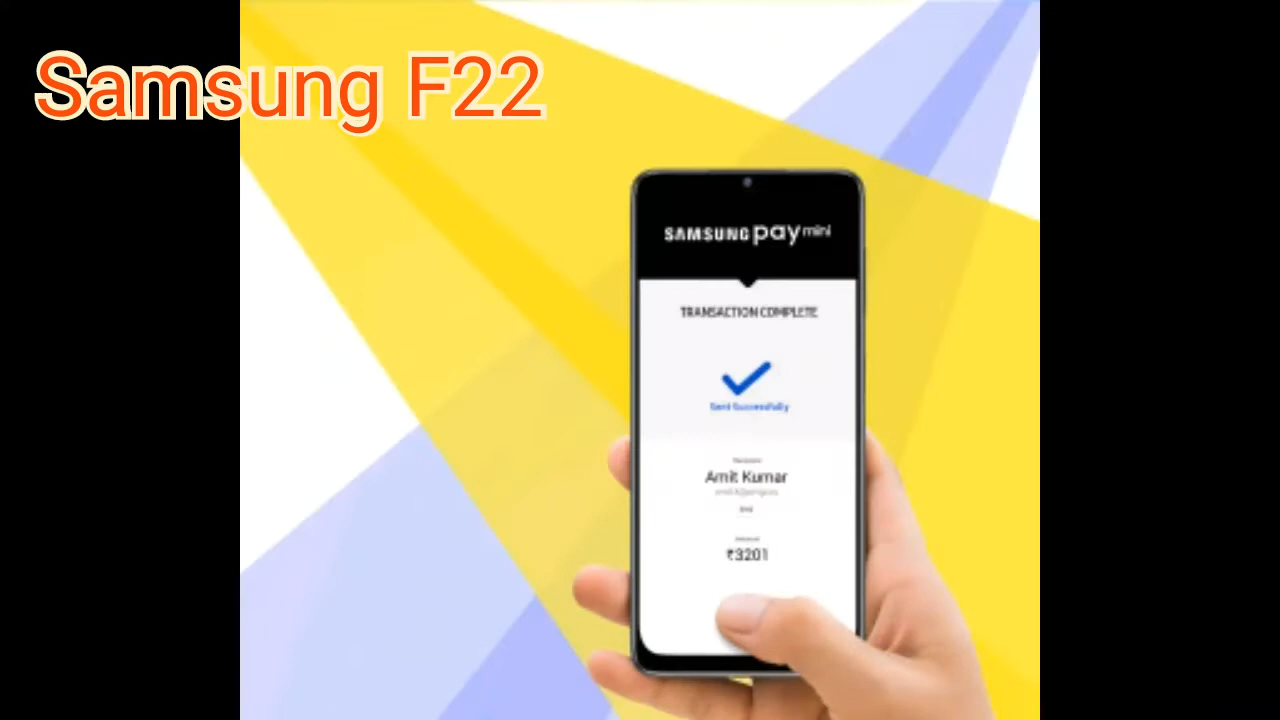 Samsung F22
SAMSUNG pay mini
TRANSACTION COMPLETE
Sent Successfully
Amit Kumar
₹3201